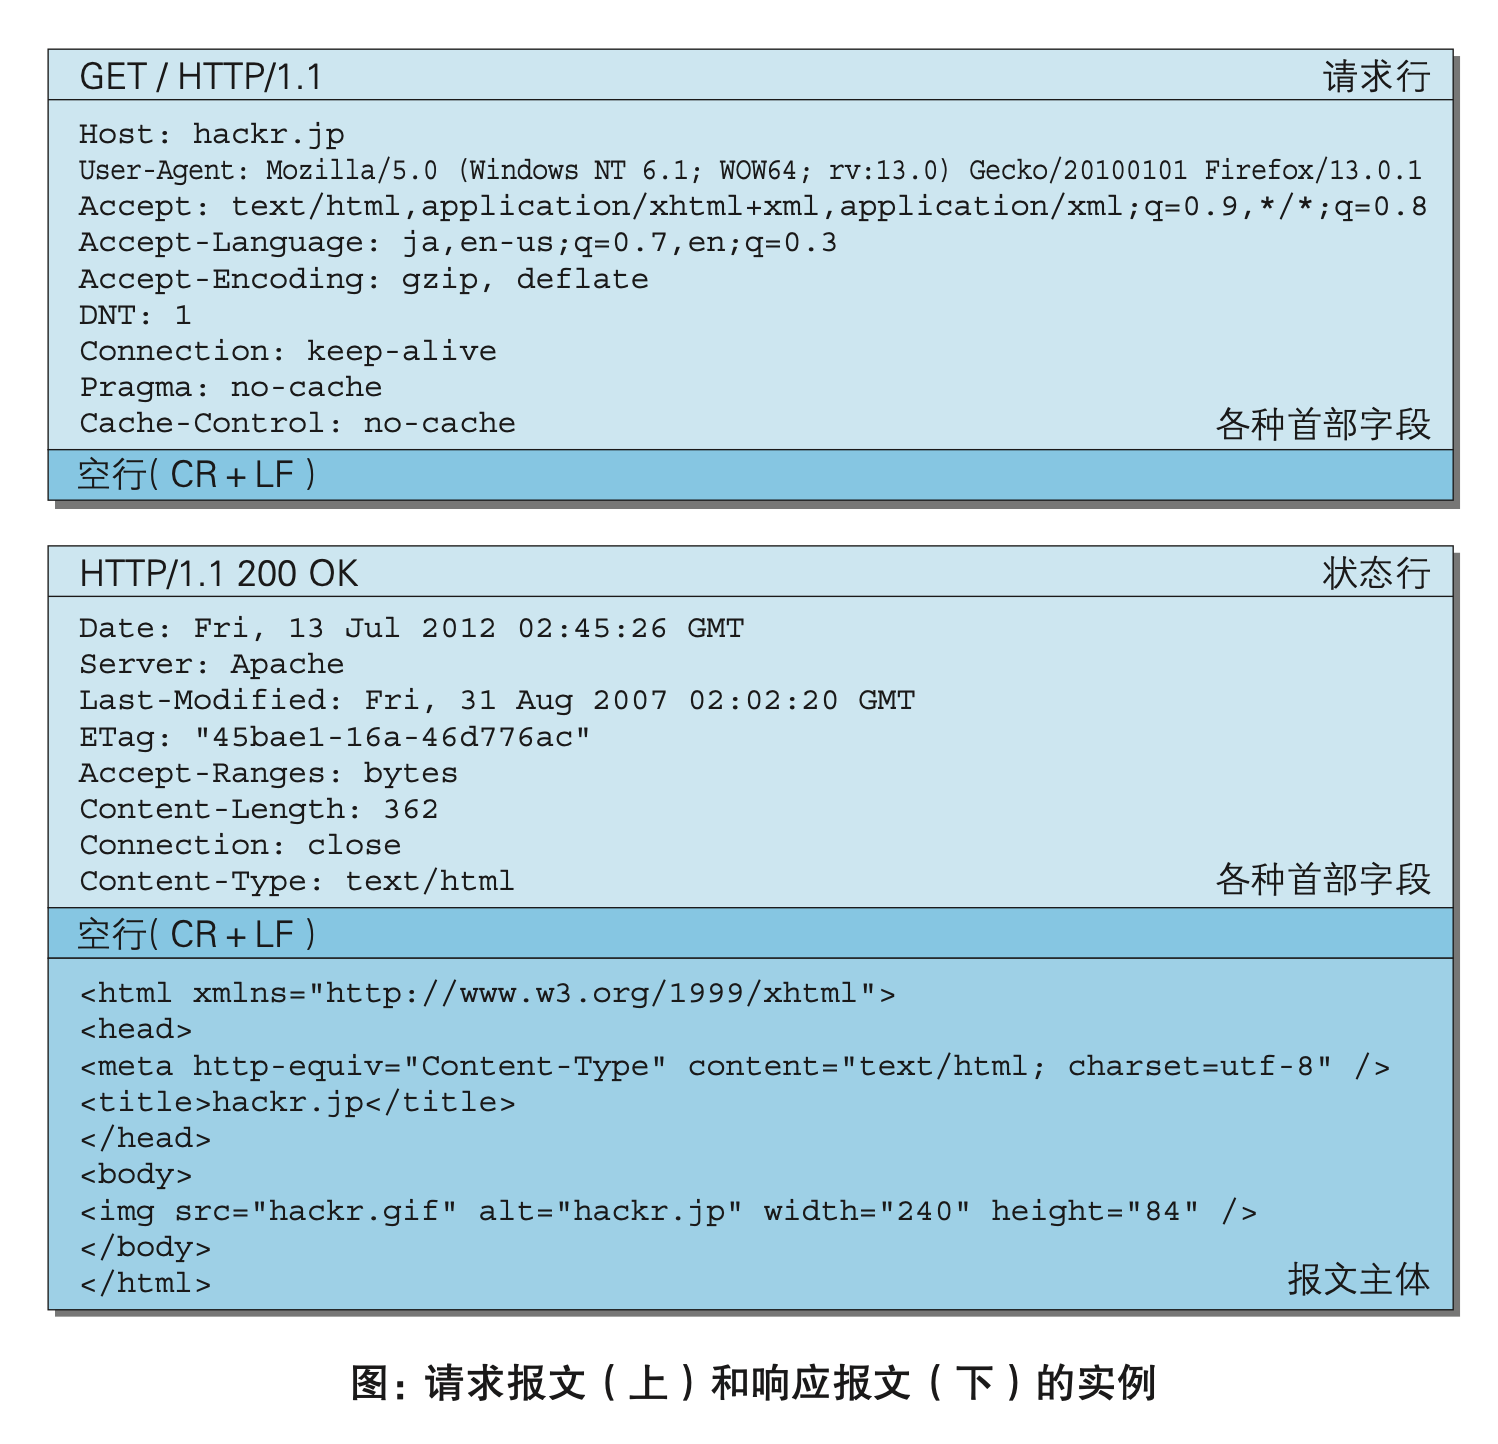 GET / HTTP/1.1 请求行
Host: hackr.jp
User-Agent: Mozilla/5.0 (Windows NT 6.1; WOW64; rv:13.0) Gecko/20100101 Firefox/13.0.1
Accept: text/html,application/xhtml+xml,application/xml;q=0.9,*/*;q=0.8
Accept-Language: ja,en-us;q=0.7,en;q=0.3
Accept-Encoding: gzip, deflate
DNT: 1
Connection: keep-alive
Pragma: no-cache
Cache-Control: no-cache 各种首部字段
空行( CR + LF )
HTTP/1.1 200 OK 状态行
Date: Fri, 13 Jul 2012 02:45:26 GMT
Server: Apache
Last-Modified: Fri, 31 Aug 2007 02:02:20 GMT
ETag: "45bae1-16a-46d776ac"
Accept-Ranges: bytes
Content-Length: 362
Connection: close
Content-Type: text/html 各种首部字段
空行( CR + LF )
<html xmlns="http://www.w3.org/1999/xhtml">
<head>
<meta http-equiv="Content-Type" content="text/html; charset=utf-8" />
<title>hackr.jp</title>
</head>
<body>
<img src="hackr.gif" alt="hackr.jp" width="240" height="84" />
</body>
</html> 报文主体
图：请求报文（上）和响应报文（下）的实例